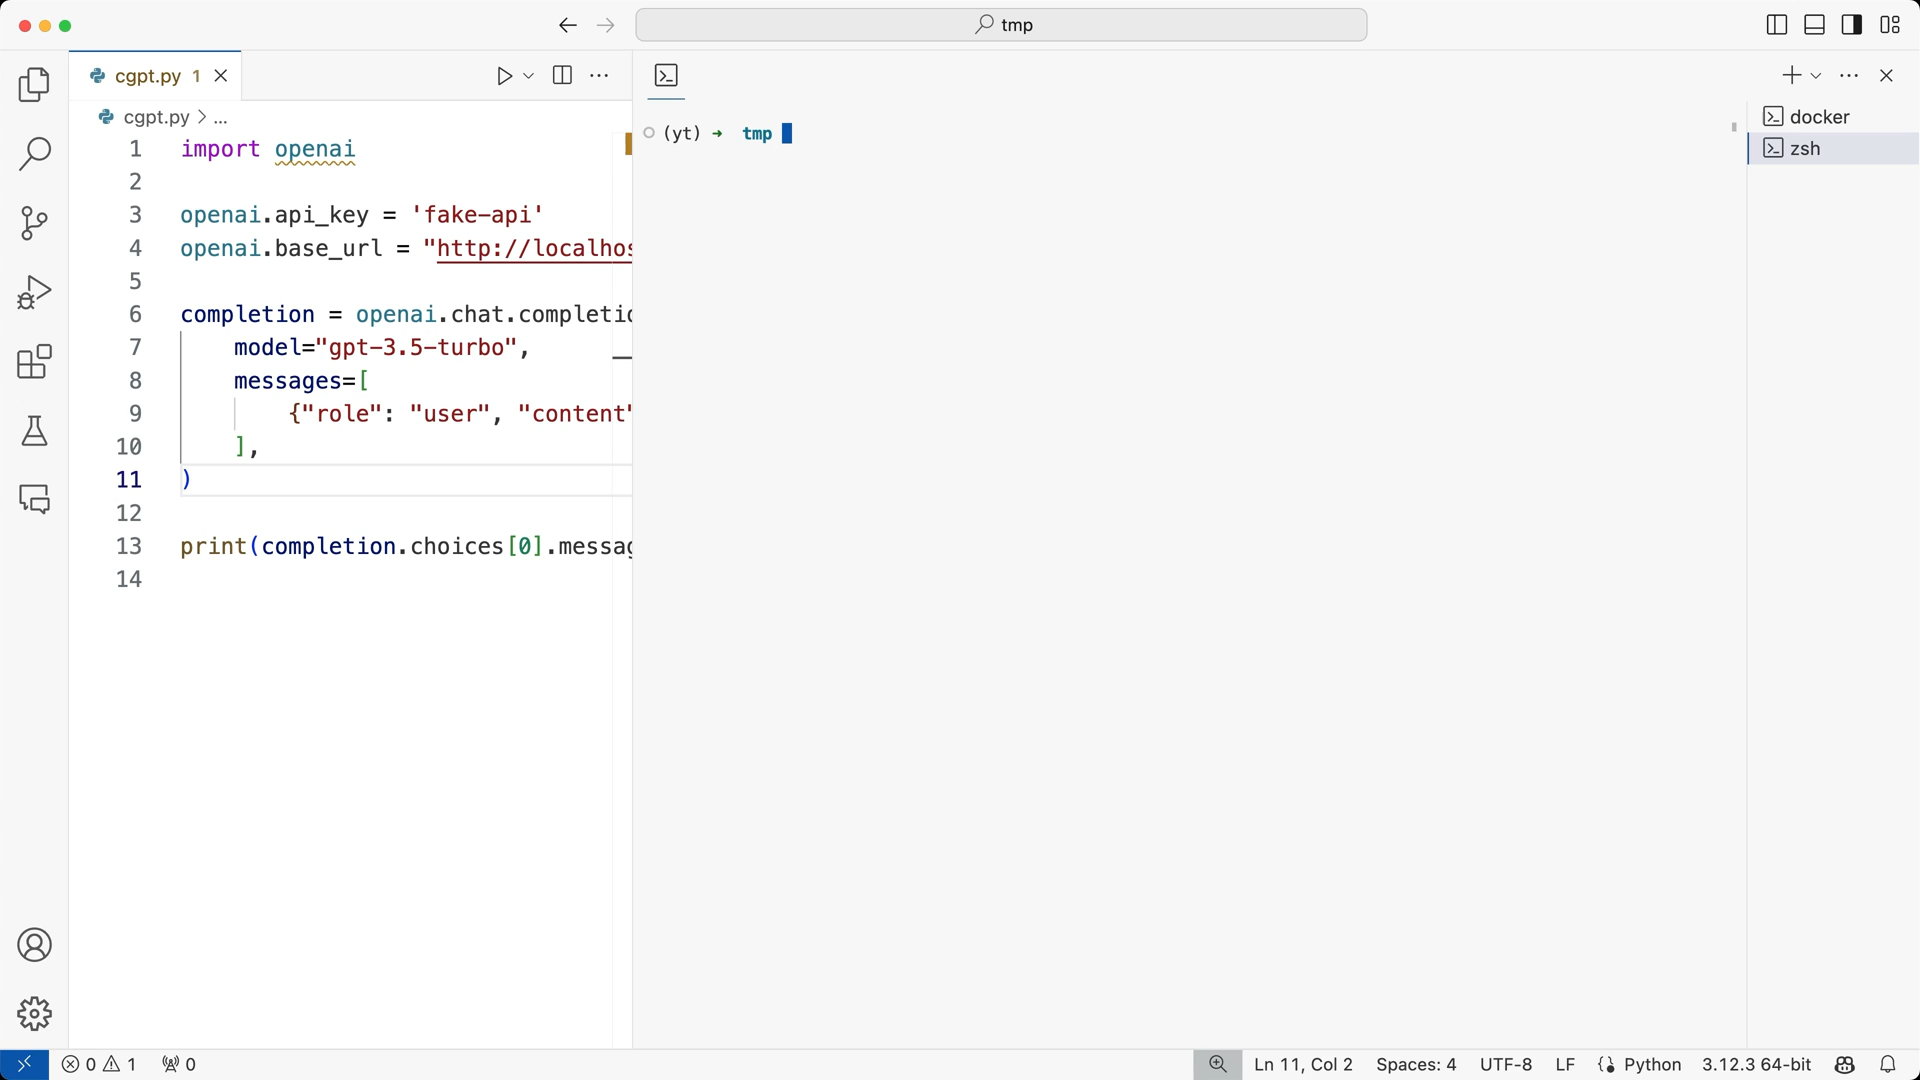 tmp
cgpt.py 1
cgpt.py > ...
1 import openai
2
3 openai.api_key = 'fake-api'
4 openai.base_url = "http://localhos
5
6 completion = openai.chat.completio
7 model="gpt-3.5-turbo",
8 messages=[
9 {"role": "user", "content"
10 ],
11 )
12
13 print(completion.choices[0].messag
14
(yt) ➜ tmp
docker
zsh
0 1 0
Ln 11, Col 2 Spaces: 4 UTF-8 LF Python 3.12.3 64-bit